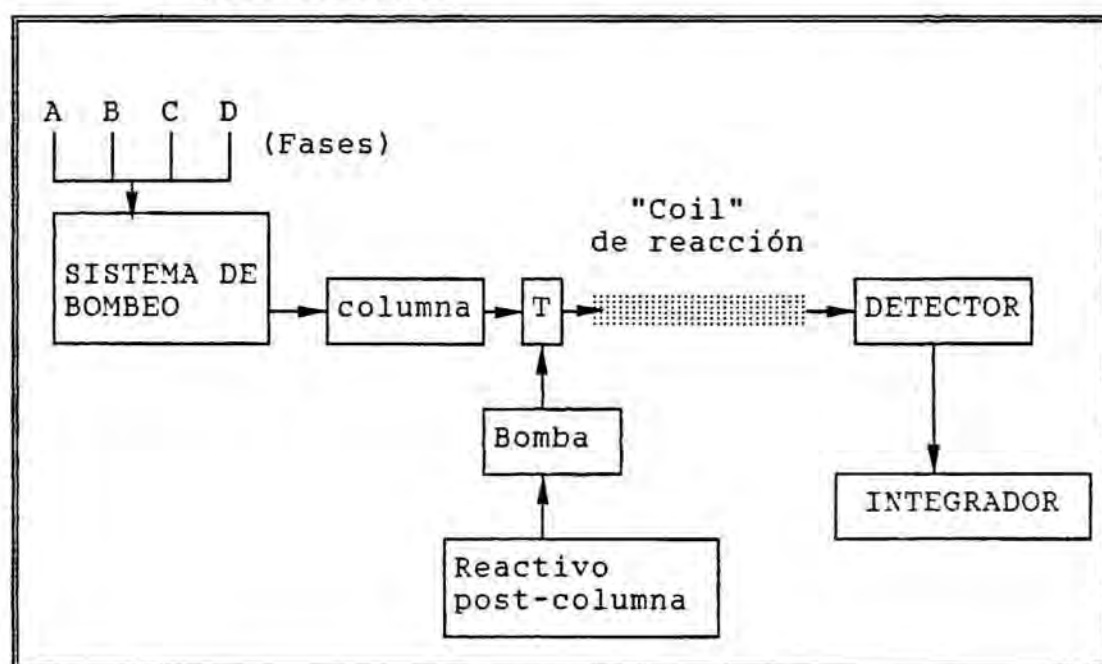 A B C D
(Fases)
"Coil"
de reacción
SISTEMA DE
BOMBEO
columna
T
DETECTOR
Bomba
INTEGRADOR
Reactivo
post-columna